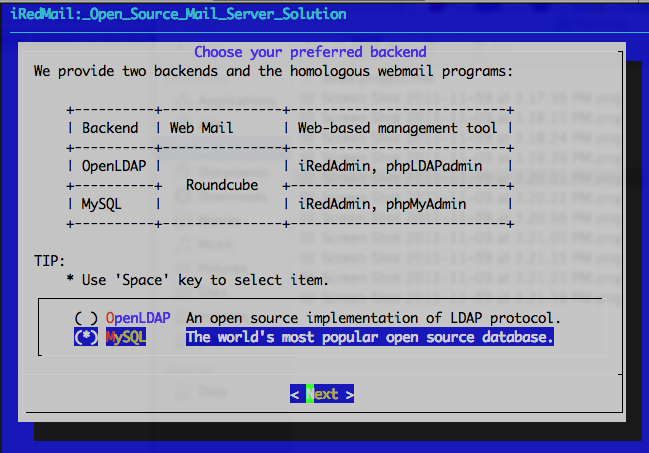 iRedMail:_Open_Source_Mail_Server_Solution
Choose your preferred backend
We provide two backends and the homologous webmail programs:
+----------+---------------+----------------------------+
| Backend | Web Mail | Web-based management tool |
+----------+---------------+----------------------------+
| OpenLDAP | | iRedAdmin, phpLDAPadmin |
+----------+ Roundcube +----------------------------+
| MySQL | | iRedAdmin, phpMyAdmin |
+----------+---------------+----------------------------+
TIP:
* Use 'Space' key to select item.
( ) OpenLDAP An open source implementation of LDAP protocol.
(*) MySQL The world's most popular open source database.
< Next >